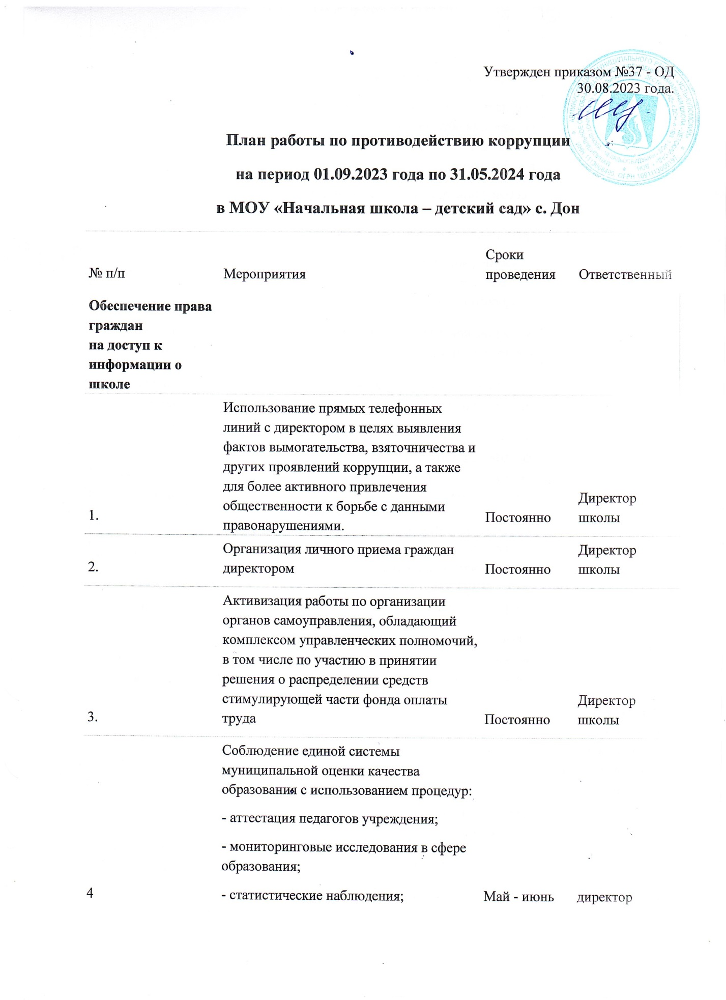 Утвержден приказом №37 - ОД
30.08.2023 года.
План работы по противодействию коррупции
на период 01.09.2023 года по 31.05.2024 года
в МОУ «Начальная школа – детский сад» с. Дон
№ п/п
Мероприятия
Сроки
проведения
Ответственный
Обеспечение права
граждан
на доступ к
информации о
школе
1.
Использование прямых телефонных
линий с директором в целях выявления
фактов вымогательства, взяточничества и
других проявлений коррупции, а также
для более активного привлечения
общественности к борьбе с данными
правонарушениями.
Постоянно
Директор
школы
2.
Организация личного приема граждан
директором
Постоянно
Директор
школы
3.
Активизация работы по организации
органов самоуправления, обладающий
комплексом управленческих полномочий,
в том числе по участию в принятии
решения о распределении средств
стимулирующей части фонда оплаты
труда
Постоянно
Директор
школы
4
Соблюдение единой системы
муниципальной оценки качества
образования с использованием процедур:
- аттестация педагогов учреждения;
- мониторинговые исследования в сфере
образования;
- статистические наблюдения;
Май - июнь
директор